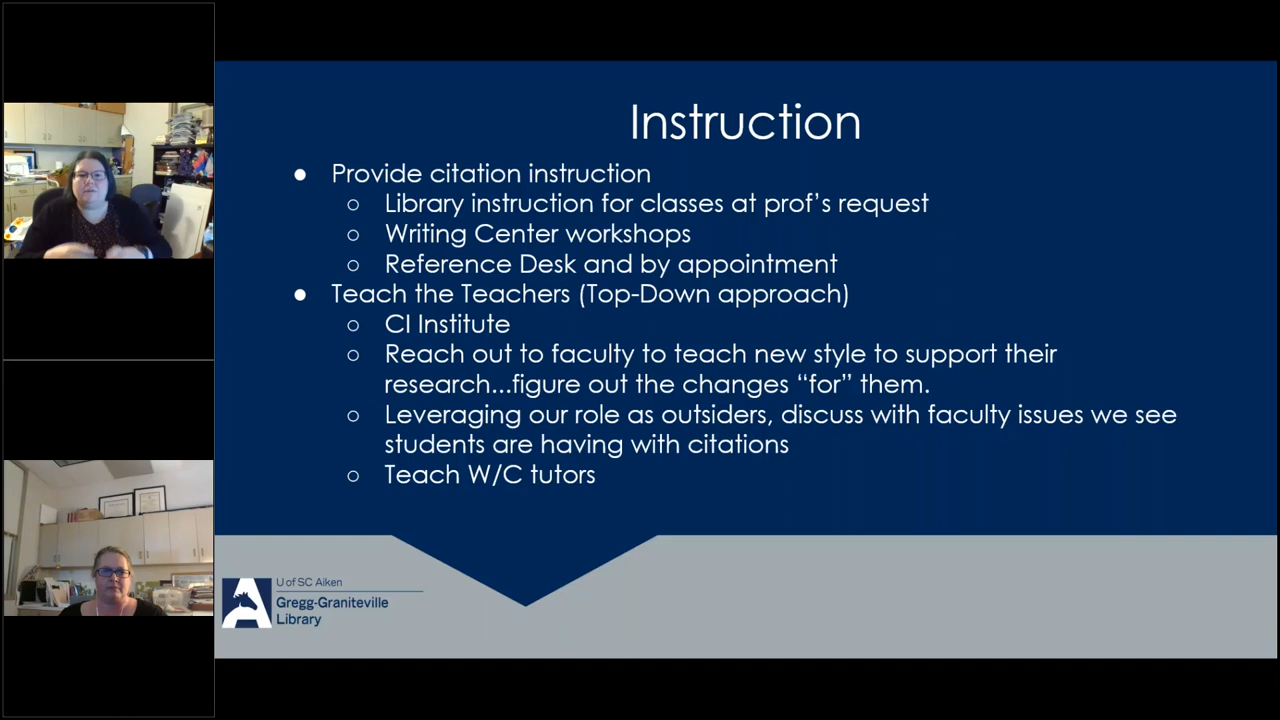 Instruction
● Provide citation instruction
○ Library instruction for classes at prof's request
○ Writing Center workshops
○ Reference Desk and by appointment
● Teach the Teachers (Top-Down approach)
○ CI Institute
○ Reach out to faculty to teach new style to support their
research...figure out the changes “for” them.
○ Leveraging our role as outsiders, discuss with faculty issues we see
students are having with citations
○ Teach W/C tutors
U of SC Aiken
Gregg-Graniteville
Library